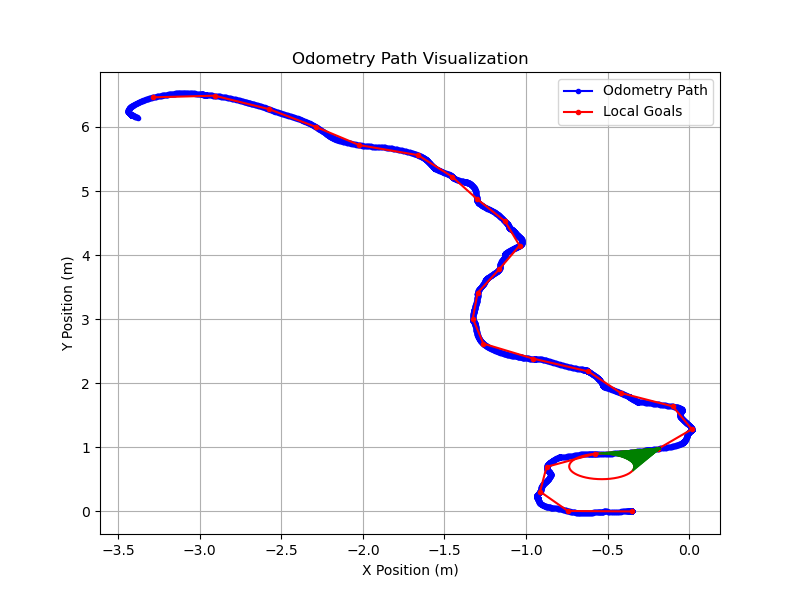 Odometry Path Visualization
Odometry Path
Local Goals
Y Position (m)
6
5
4
3
2
1
0
−3.5 −3.0 −2.5 −2.0 −1.5 −1.0 −0.5 0.0
X Position (m)